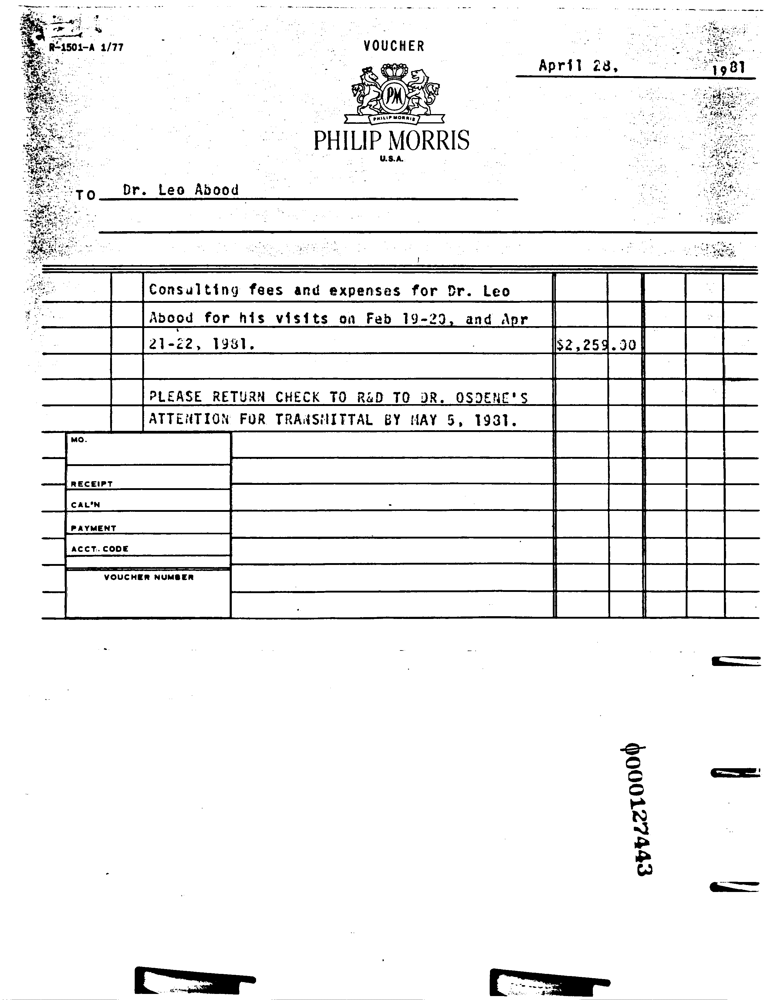 R-1501-A 1/77
VOUCHER
April 28, 1981
PM
PHILIP MORRIS
PHILIP MORRIS
U.S.A.
TO Dr. Leo Abood
Consulting fees and expenses for Dr. Leo
Abood for his visits on Feb 19-20, and Apr
21-22, 1981. $2,259.00
PLEASE RETURN CHECK TO R&D TO DR. OSDENE'S
ATTENTION FOR TRANSMITTAL BY MAY 5, 1981.
MO.
RECEIPT
CAL'N
PAYMENT
ACCT. CODE
VOUCHER NUMBER
0000127443